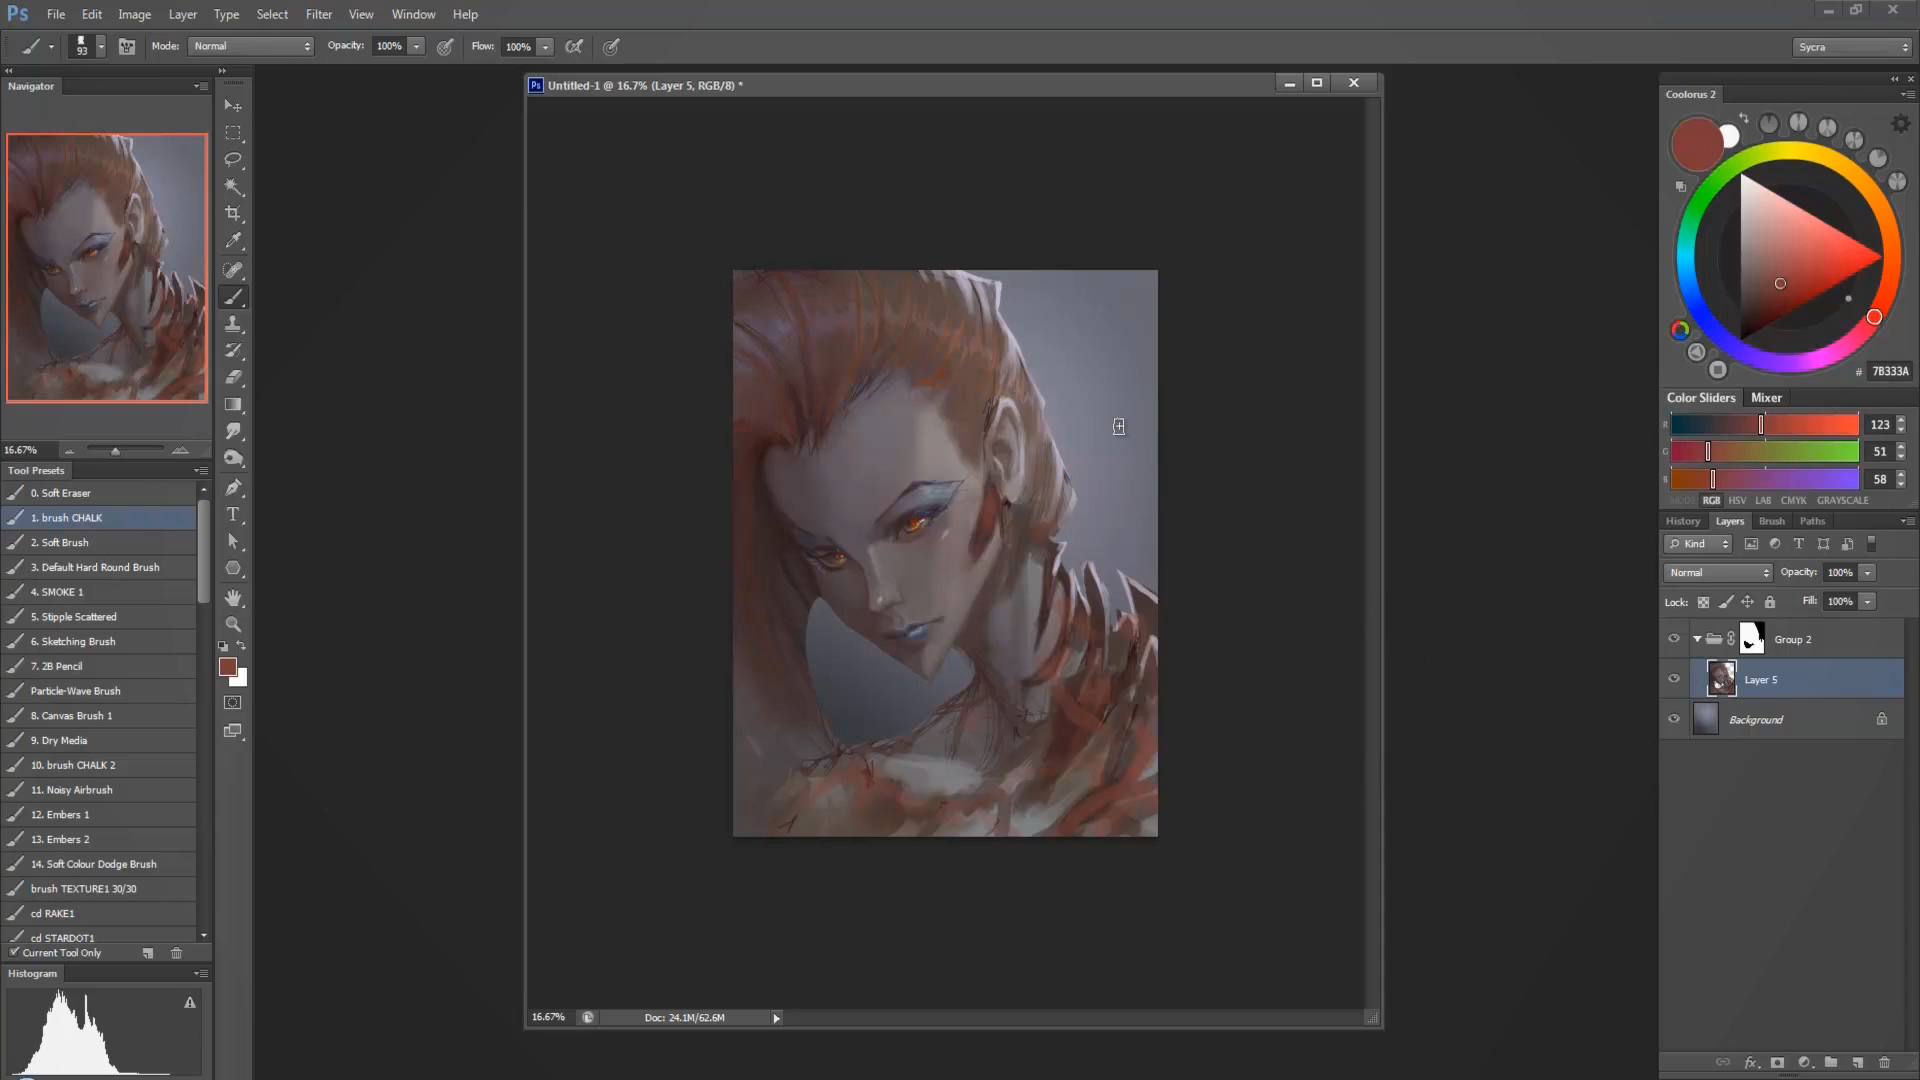 Ps File Edit Image Layer Type Select Filter 3D View Window Help
93 Mode: Normal Opacity: 100% Flow: 100% Sycra
Navigator
16.67%
Tool Presets
0. Soft Eraser
1. brush CHALK
2. Soft Brush
3. Default Hard Round Brush
4. SMOKE 1
5. Stipple Scattered
6. Sketching Brush
7. 2B Pencil
Particle-Wave Brush
8. Canvas Brush 1
9. Dry Media
10. brush CHALK 2
11. Noisy Airbrush
12. Embers 1
13. Embers 2
14. Soft Colour Dodge Brush
brush TEXTURE1 30/30
cd RAKE1
cd STARDOT1
Current Tool Only
Histogram
T
Ps Untitled-1 @ 16.7% (Layer 5, RGB/8) *
16.67% Doc: 24.1M/62.6M
Coolorus 2
# 7B333A
Color Sliders Mixer
R 123
G 51
B 58
MODE RGB HSV LAB CMYK GRAYSCALE
History Layers Brush Paths
Kind T
Normal Opacity: 100%
Lock: Fill: 100%
Group 2
Layer 5
Background
fx